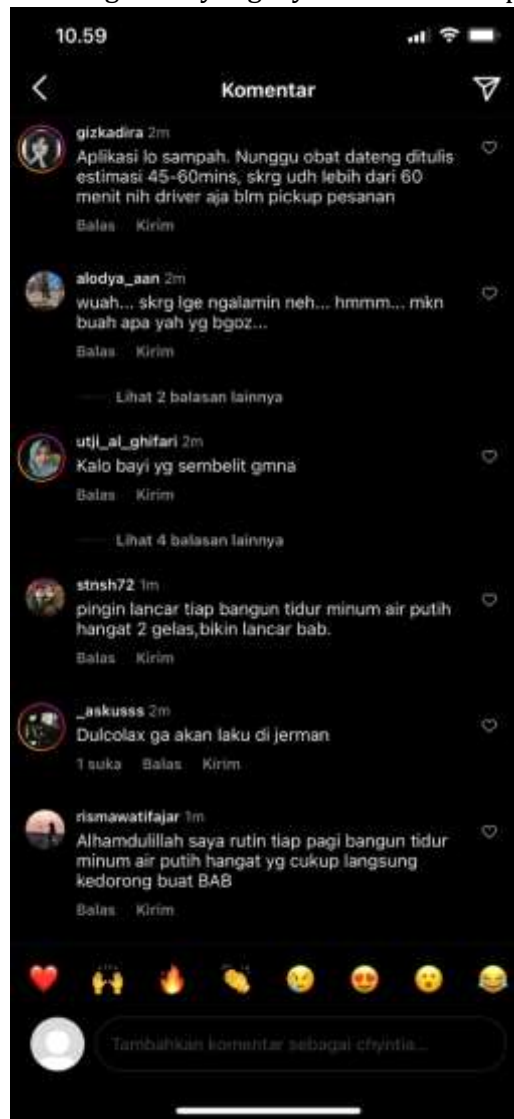 10.59
Komentar
gizkadira 2m
Aplikasi lo sampah. Nunggu obat dateng ditulis
estimasi 45-60mins, skrg udh lebih dari 60
menit nih driver aja blm pickup pesanan
Balas Kirim
alodya_aan 2m
wuah... skrg lge ngalamin neh... hmmm... mkn
buah apa yah yg bgoz...
Balas Kirim
Lihat 2 balasan lainnya
utji_al_ghifari 2m
Kalo bayi yg sembelit gmna
Balas Kirim
Lihat 4 balasan lainnya
stnsh72 1m
pingin lancar tiap bangun tidur minum air putih
hangat 2 gelas,bikin lancar bab.
Balas Kirim
_askusss 2m
Dulcolax ga akan laku di jerman
1 suka Balas Kirim
rismawatifajar 1m
Alhamdulillah saya rutin tiap pagi bangun tidur
minum air putih hangat yg cukup langsung
kedorong buat BAB
Balas Kirim
Tambahkan komentar sebagai chyntia...